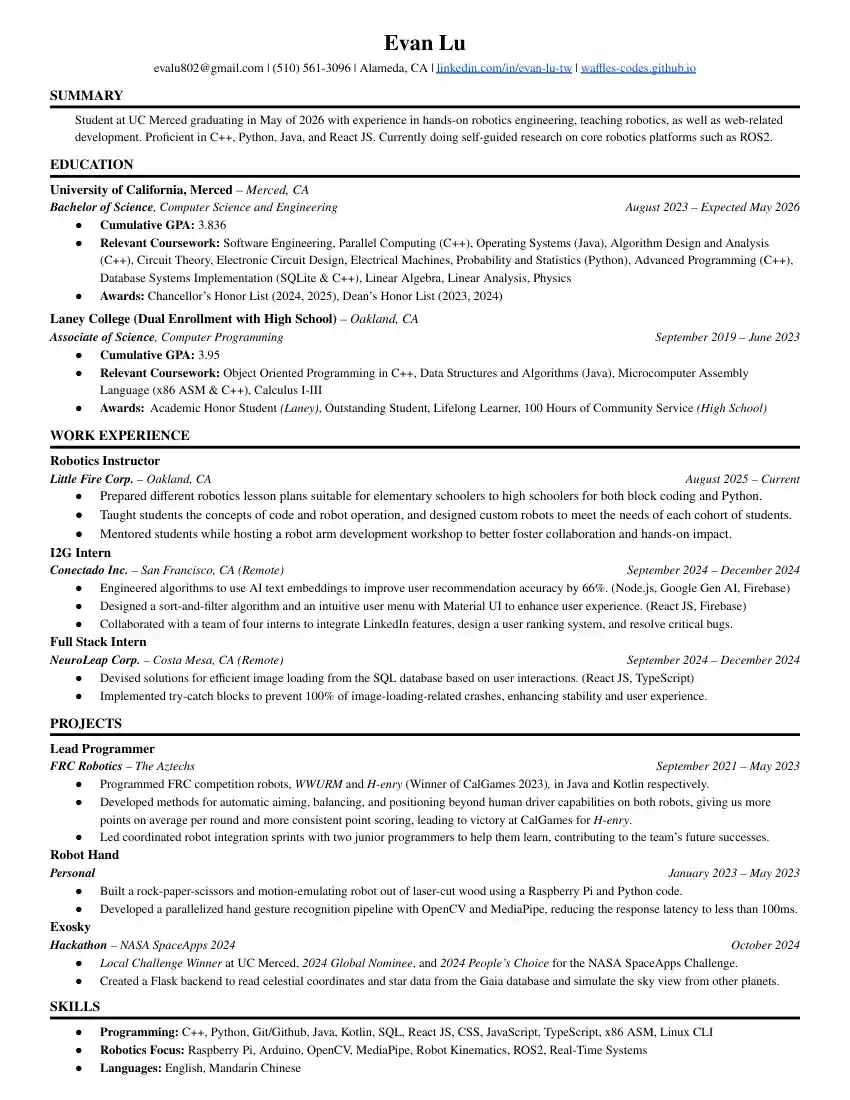 Evan Lu
evalu802@gmail.com | (510) 561-3096 | Alameda, CA | linkedin.com/in/evan-lu-tw | waffles-codes.github.io
SUMMARY
Student at UC Merced graduating in May of 2026 with experience in hands-on robotics engineering, teaching robotics, as well as web-related
development. Proficient in C++, Python, Java, and React JS. Currently doing self-guided research on core robotics platforms such as ROS2.
EDUCATION
University of California, Merced – Merced, CA
Bachelor of Science, Computer Science and Engineering August 2023 – Expected May 2026
● Cumulative GPA: 3.836
● Relevant Coursework: Software Engineering, Parallel Computing (C++), Operating Systems (Java), Algorithm Design and Analysis
(C++), Circuit Theory, Electronic Circuit Design, Electrical Machines, Probability and Statistics (Python), Advanced Programming (C++),
Database Systems Implementation (SQLite & C++), Linear Algebra, Linear Analysis, Physics
● Awards: Chancellor's Honor List (2024, 2025), Dean's Honor List (2023, 2024)
Laney College (Dual Enrollment with High School) – Oakland, CA
Associate of Science, Computer Programming September 2019 – June 2023
● Cumulative GPA: 3.95
● Relevant Coursework: Object Oriented Programming in C++, Data Structures and Algorithms (Java), Microcomputer Assembly
Language (x86 ASM & C++), Calculus I-III
● Awards: Academic Honor Student (Laney), Outstanding Student, Lifelong Learner, 100 Hours of Community Service (High School)
WORK EXPERIENCE
Robotics Instructor
Little Fire Corp. – Oakland, CA August 2025 – Current
● Prepared different robotics lesson plans suitable for elementary schoolers to high schoolers for both block coding and Python.
● Taught students the concepts of code and robot operation, and designed custom robots to meet the needs of each cohort of students.
● Mentored students while hosting a robot arm development workshop to better foster collaboration and hands-on impact.
I2G Intern
Conectado Inc. – San Francisco, CA (Remote) September 2024 – December 2024
● Engineered algorithms to use AI text embeddings to improve user recommendation accuracy by 66%. (Node.js, Google Gen AI, Firebase)
● Designed a sort-and-filter algorithm and an intuitive user menu with Material UI to enhance user experience. (React JS, Firebase)
● Collaborated with a team of four interns to integrate LinkedIn features, design a user ranking system, and resolve critical bugs.
Full Stack Intern
NeuroLeap Corp. – Costa Mesa, CA (Remote) September 2024 – December 2024
● Devised solutions for efficient image loading from the SQL database based on user interactions. (React JS, TypeScript)
● Implemented try-catch blocks to prevent 100% of image-loading-related crashes, enhancing stability and user experience.
PROJECTS
Lead Programmer
FRC Robotics – The Aztechs September 2021 – May 2023
● Programmed FRC competition robots, WWURM and H-enry (Winner of CalGames 2023), in Java and Kotlin respectively.
● Developed methods for automatic aiming, balancing, and positioning beyond human driver capabilities on both robots, giving us more
points on average per round and more consistent point scoring, leading to victory at CalGames for H-enry.
● Led coordinated robot integration sprints with two junior programmers to help them learn, contributing to the team's future successes.
Robot Hand
Personal January 2023 – May 2023
● Built a rock-paper-scissors and motion-emulating robot out of laser-cut wood using a Raspberry Pi and Python code.
● Developed a parallelized hand gesture recognition pipeline with OpenCV and MediaPipe, reducing the response latency to less than 100ms.
Exosky
Hackathon – NASA SpaceApps 2024 October 2024
● Local Challenge Winner at UC Merced, 2024 Global Nominee, and 2024 People's Choice for the NASA SpaceApps Challenge.
● Created a Flask backend to read celestial coordinates and star data from the Gaia database and simulate the sky view from other planets.
SKILLS
● Programming: C++, Python, Git/Github, Java, Kotlin, SQL, React JS, CSS, JavaScript, TypeScript, x86 ASM, Linux CLI
● Robotics Focus: Raspberry Pi, Arduino, OpenCV, MediaPipe, Robot Kinematics, ROS2, Real-Time Systems
● Languages: English, Mandarin Chinese